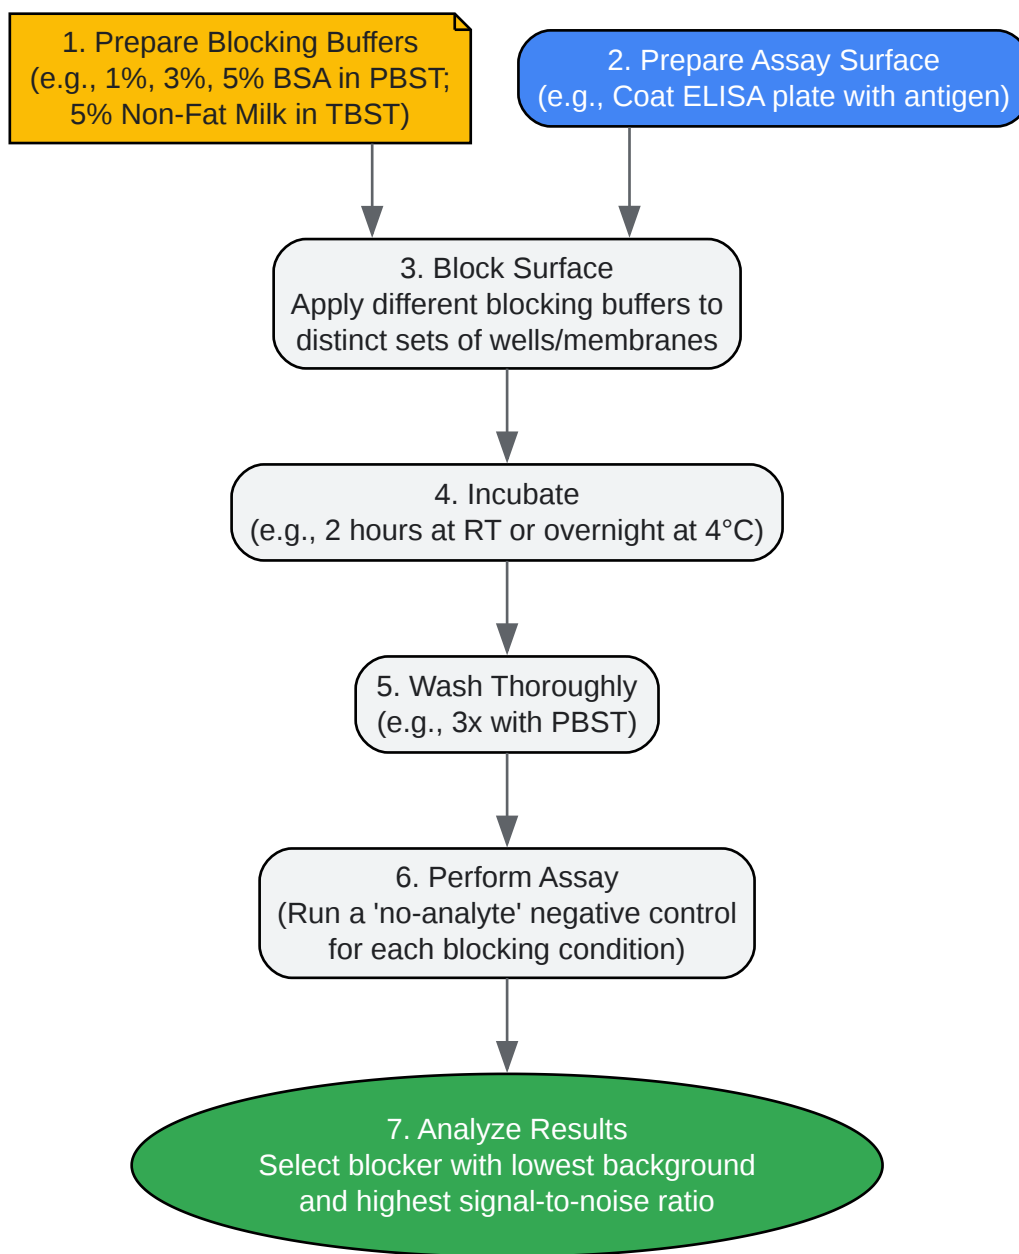 1. Prepare Blocking Buffers
(e.g., 1%, 3%, 5% BSA in PBST;
5% Non-Fat Milk in TBST)
2. Prepare Assay Surface
(e.g., Coat ELISA plate with antigen)
3. Block Surface
Apply different blocking buffers to
distinct sets of wells/membranes
4. Incubate
(e.g., 2 hours at RT or overnight at 4°C)
5. Wash Thoroughly
(e.g., 3x with PBST)
6. Perform Assay
(Run a 'no-analyte' negative control
for each blocking condition)
7. Analyze Results
Select blocker with lowest background
and highest signal-to-noise ratio